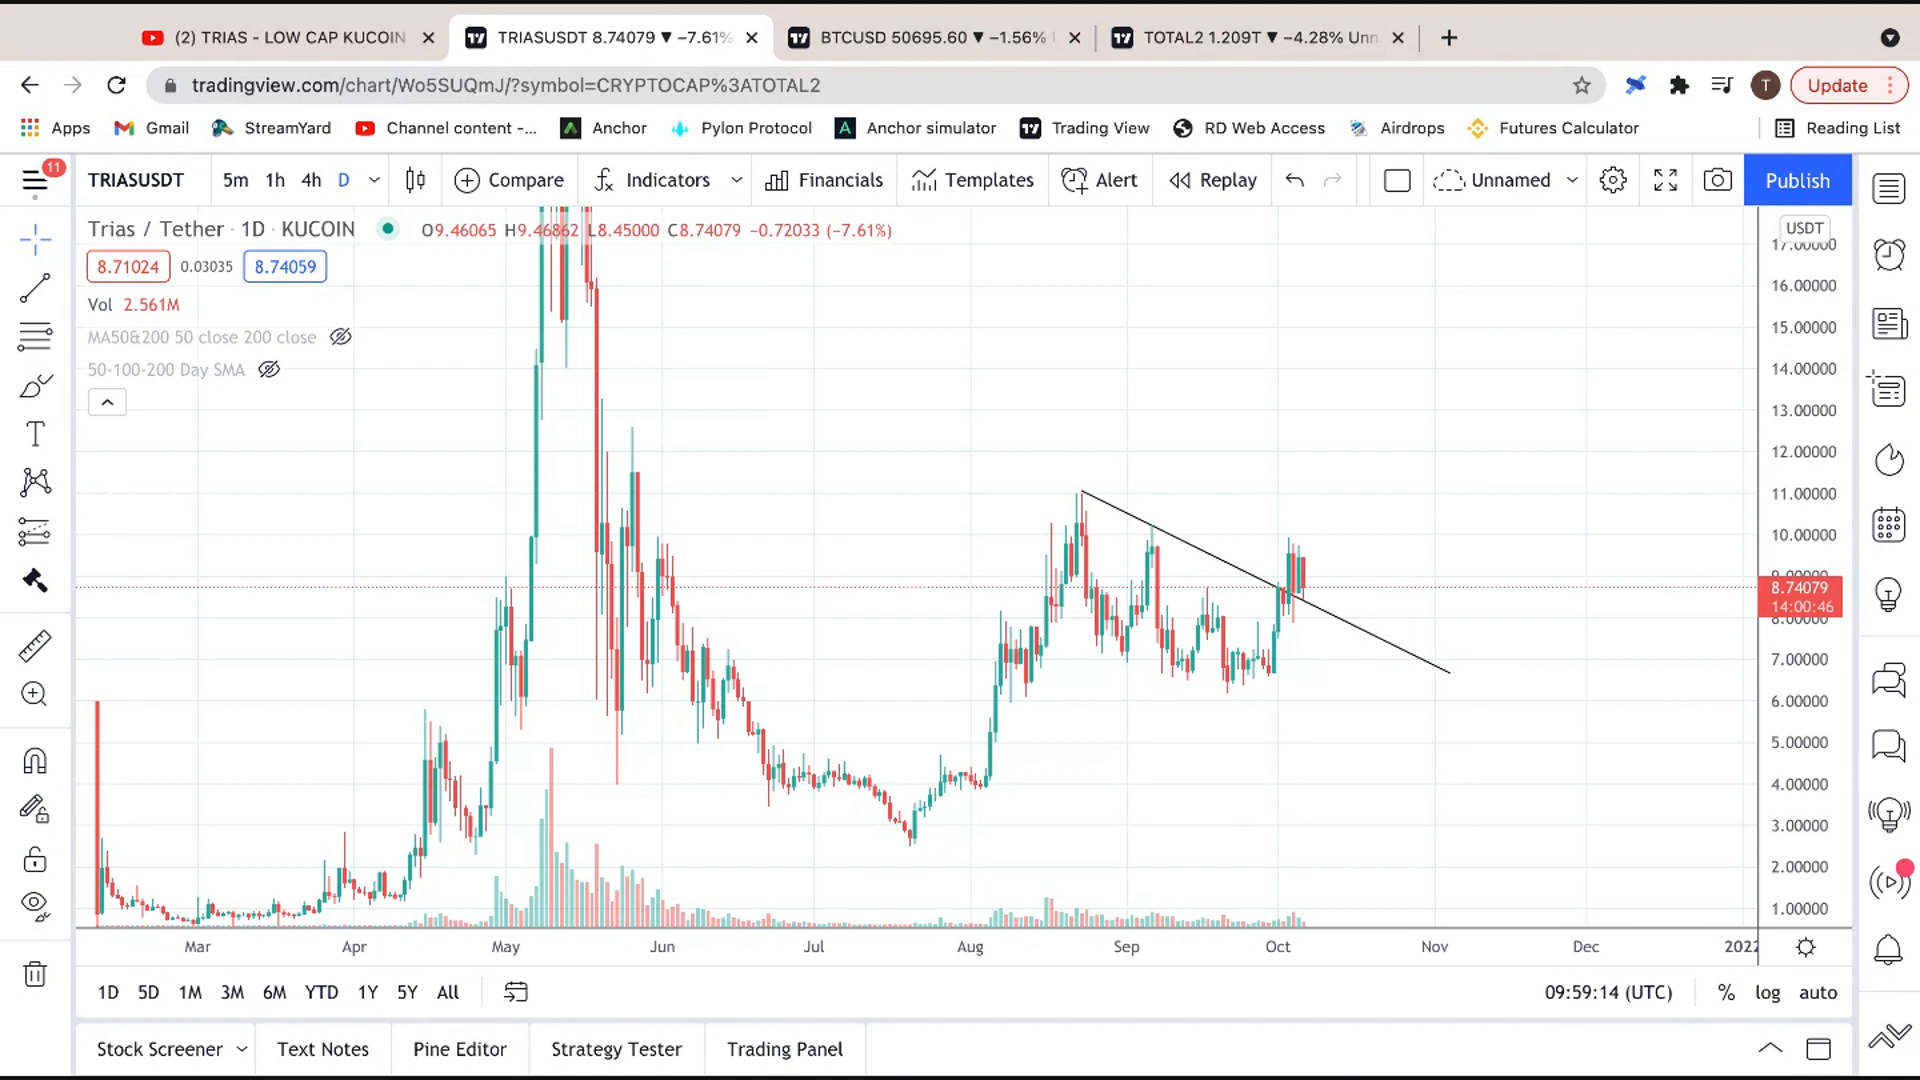 (2) TRIAS - LOW CAP KUCOIN
TRIASUSDT 8.74079 ▼ −7.61%
BTCUSD 50695.60 ▼ −1.56%
TOTAL2 1.209T ▼ −4.28% Unn
tradingview.com/chart/Wo5SUQmJ/?symbol=CRYPTOCAP%3ATOTAL2
T
Update
Apps
Gmail
StreamYard
Channel content -...
Anchor
Pylon Protocol
Anchor simulator
Trading View
RD Web Access
Airdrops
Futures Calculator
Reading List
11
TRIASUSDT
5m 1h 4h D
Compare
Indicators
Financials
Templates
Alert
Replay
Unnamed
Publish
Trias / Tether · 1D · KUCOIN
O9.46065 H9.46862 L8.45000 C8.74079 −0.72033 (−7.61%)
USDT
8.71024 0.03035 8.74059
Vol 2.561M
MA50&200 50 close 200 close
50-100-200 Day SMA
17.00000
16.00000
15.00000
14.00000
13.00000
12.00000
11.00000
10.00000
9.00000
8.74079
14:00:46
8.00000
7.00000
6.00000
5.00000
4.00000
3.00000
2.00000
1.00000
Mar Apr May Jun Jul Aug Sep Oct Nov Dec 2022
1D 5D 1M 3M 6M YTD 1Y 5Y All
09:59:14 (UTC) % log auto
Stock Screener Text Notes Pine Editor Strategy Tester Trading Panel